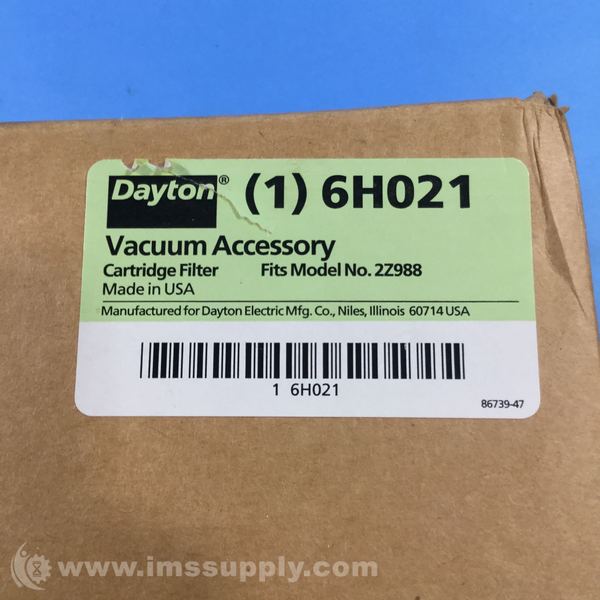 Dayton® (1) 6H021
Vacuum Accessory
Cartridge Filter Fits Model No. 2Z988
Made in USA
Manufactured for Dayton Electric Mfg. Co., Niles, Illinois 60714 USA
1 6H021
86739-47
www.imssupply.com